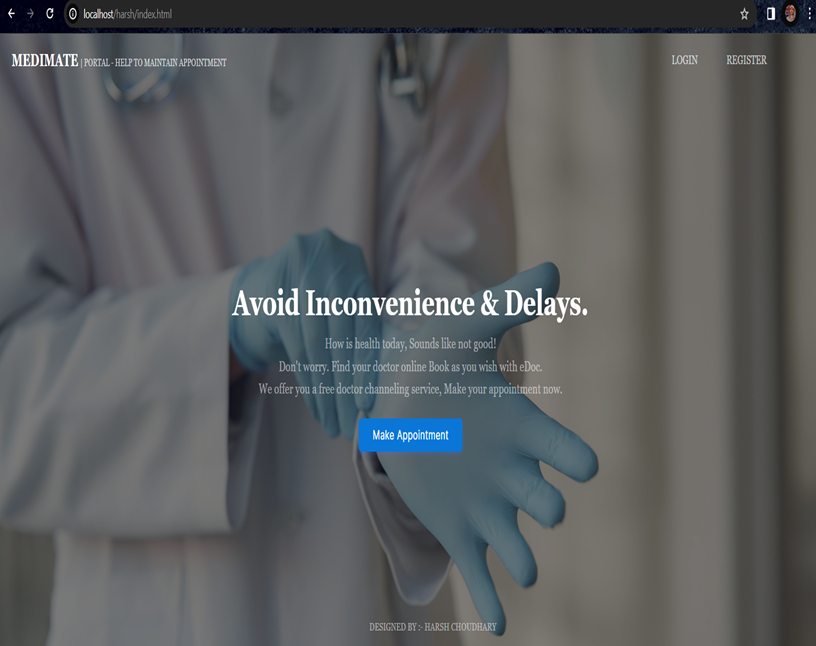 localhost/harsh/index.html
MEDIMATE | PORTAL - HELP TO MAINTAIN APPOINTMENT
LOGIN REGISTER
Avoid Inconvenience & Delays.
How is health today, Sounds like not good!
Don't worry. Find your doctor online Book as you wish with eDoc.
We offer you a free doctor channeling service, Make your appointment now.
Make Appointment
DESIGNED BY :- HARSH CHOUDHARY